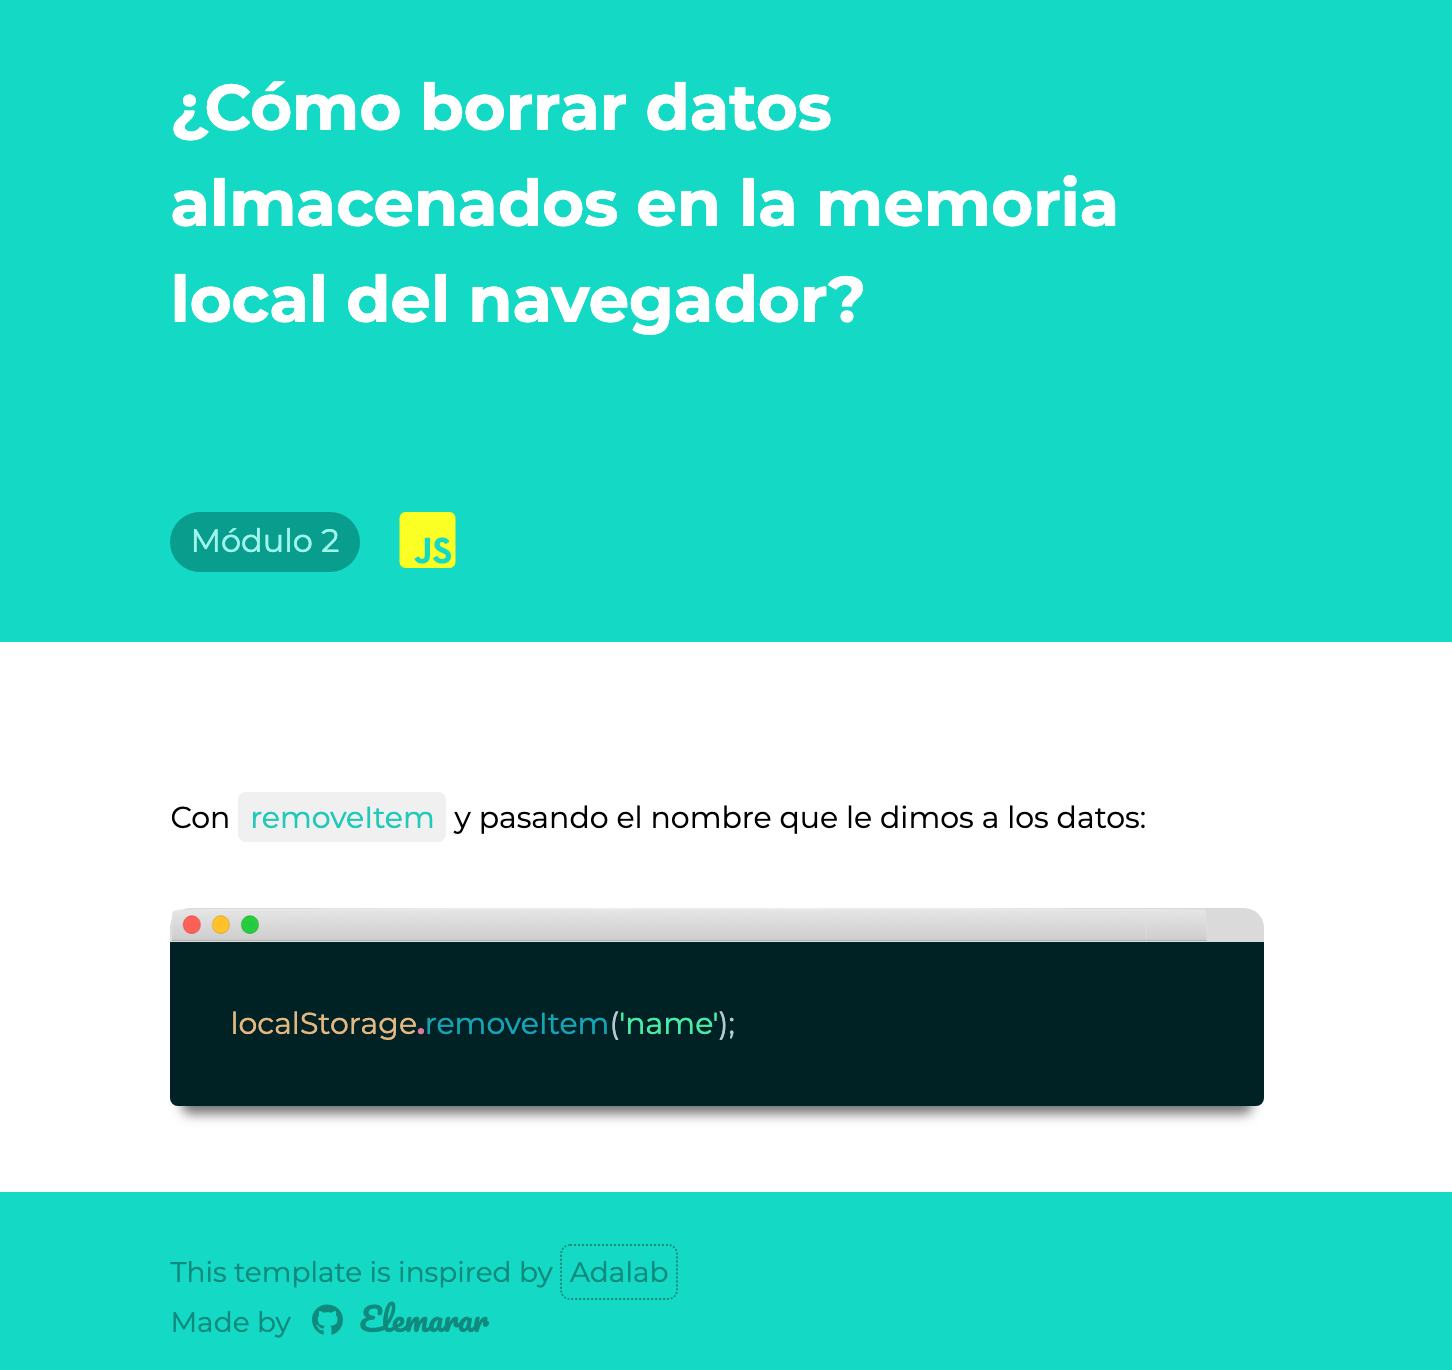 ¿Cómo borrar datos
almacenados en la memoria
local del navegador?
Módulo 2
JS
Con removeItem y pasando el nombre que le dimos a los datos:
localStorage.removeItem('name');
This template is inspired by Adalab
Made by Elemarar